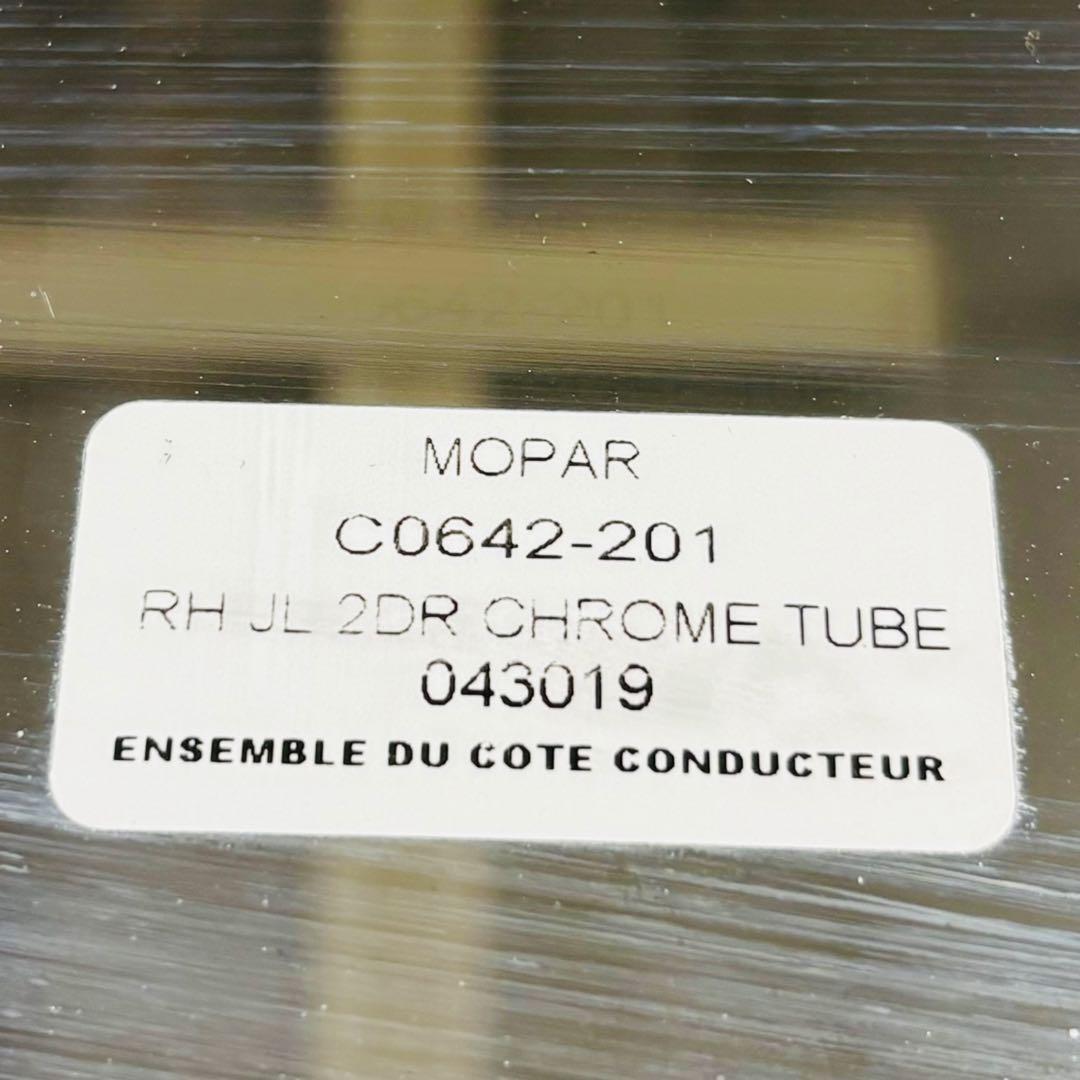 MOPAR
C0642-201
RH JL 2DR CHROME TUBE
043019
ENSEMBLE DU COTE CONDUCTEUR